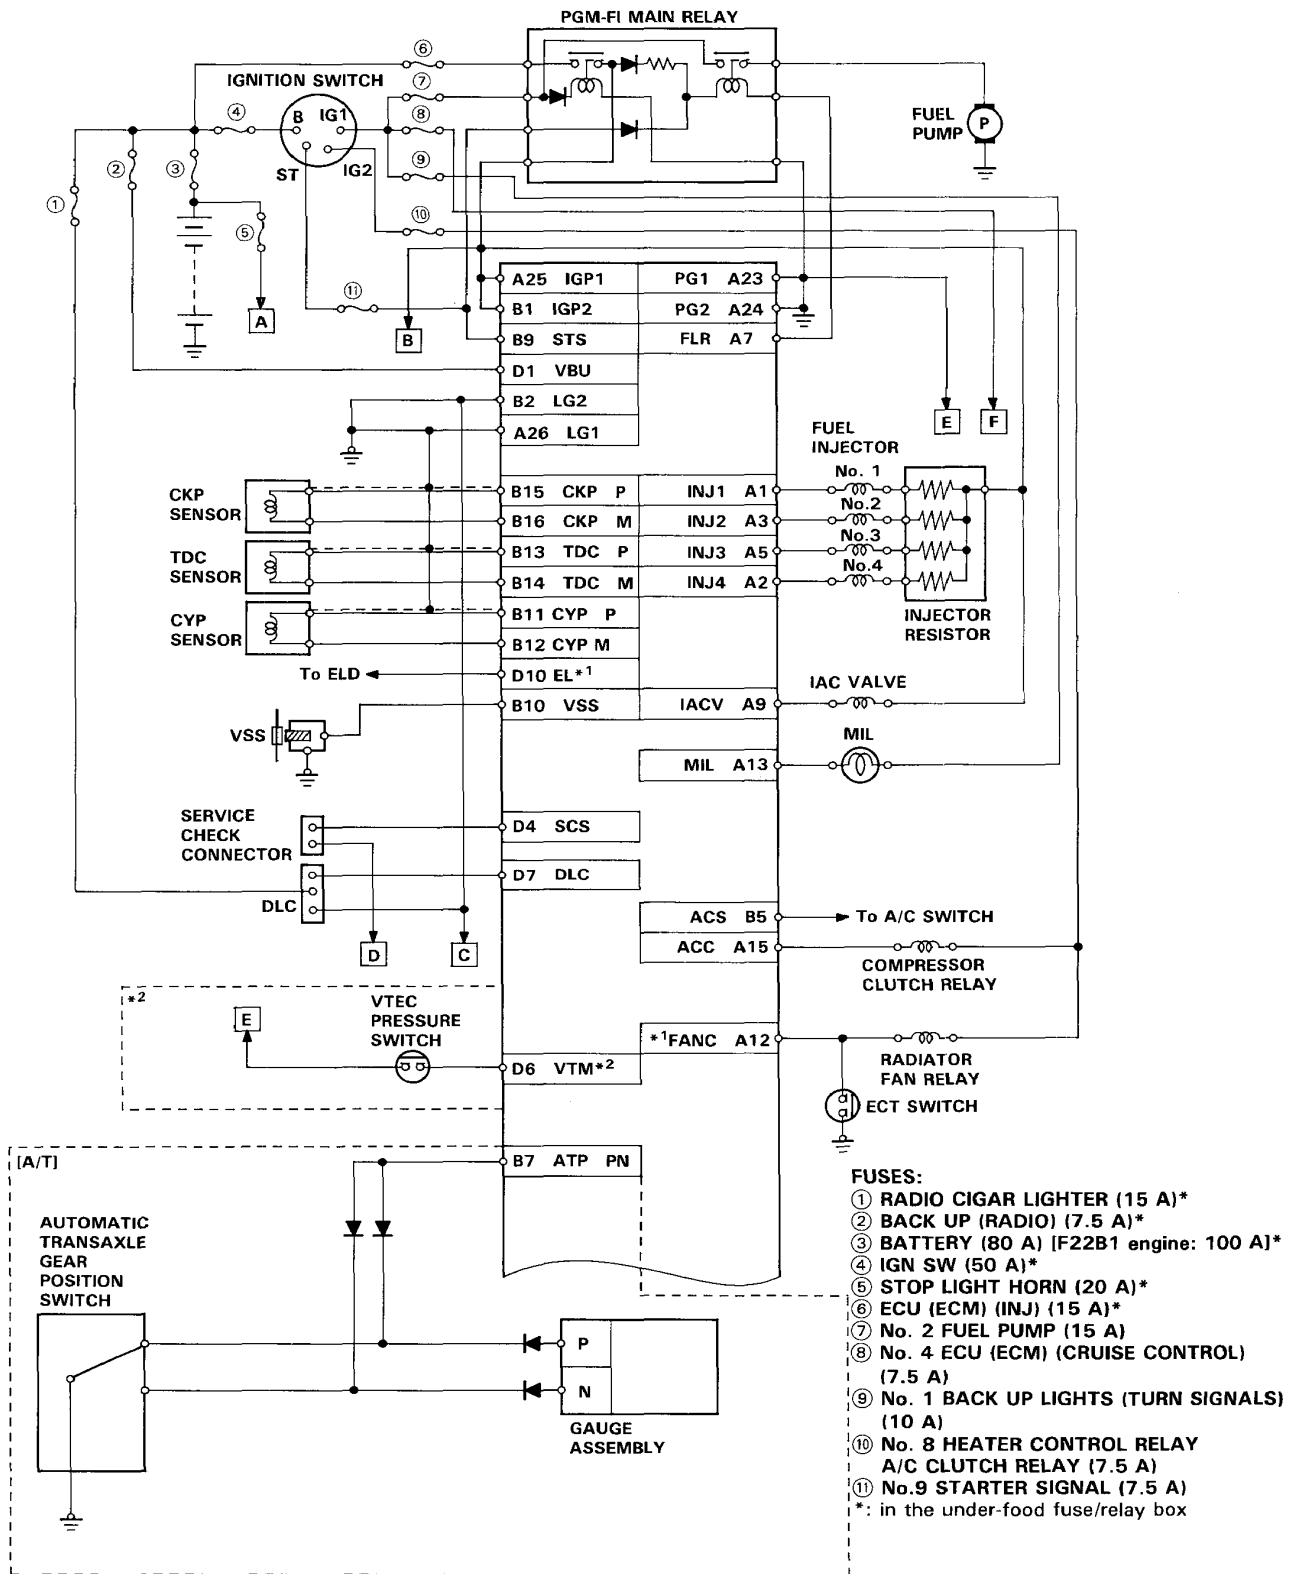 PGM-FI MAIN RELAY
IGNITION SWITCH
⑥
⑦
④
B
IG1
⑧
FUEL
PUMP
P
②
③
ST
IG2
⑨
①
⑤
⑩
⑪
A
B
A25 IGP1
PG1 A23
B1 IGP2
PG2 A24
B9 STS
FLR A7
D1 VBU
B2 LG2
A26 LG1
E
F
FUEL
INJECTOR
No. 1
CKP
SENSOR
B15 CKP P
INJ1 A1
No.2
B16 CKP M
INJ2 A3
No.3
TDC
SENSOR
B13 TDC P
INJ3 A5
No.4
B14 TDC M
INJ4 A2
CYP
SENSOR
B11 CYP P
INJECTOR
RESISTOR
B12 CYP M
To ELD
D10 EL*1
IAC VALVE
B10 VSS
IACV A9
VSS
MIL
MIL A13
SERVICE
CHECK
CONNECTOR
D4 SCS
D7 DLC
DLC
ACS B5
To A/C SWITCH
ACC A15
D
C
COMPRESSOR
CLUTCH RELAY
*2
VTEC
PRESSURE
SWITCH
E
*1FANC A12
RADIATOR
FAN RELAY
D6 VTM*2
ECT SWITCH
[A/T]
B7 ATP PN
AUTOMATIC
TRANSAXLE
GEAR
POSITION
SWITCH
P
N
GAUGE
ASSEMBLY
FUSES:
① RADIO CIGAR LIGHTER (15 A)*
② BACK UP (RADIO) (7.5 A)*
③ BATTERY (80 A) [F22B1 engine: 100 A]*
④ IGN SW (50 A)*
⑤ STOP LIGHT HORN (20 A)*
⑥ ECU (ECM) (INJ) (15 A)*
⑦ No. 2 FUEL PUMP (15 A)
⑧ No. 4 ECU (ECM) (CRUISE CONTROL)
(7.5 A)
⑨ No. 1 BACK UP LIGHTS (TURN SIGNALS)
(10 A)
⑩ No. 8 HEATER CONTROL RELAY
A/C CLUTCH RELAY (7.5 A)
⑪ No.9 STARTER SIGNAL (7.5 A)
*: in the under-food fuse/relay box